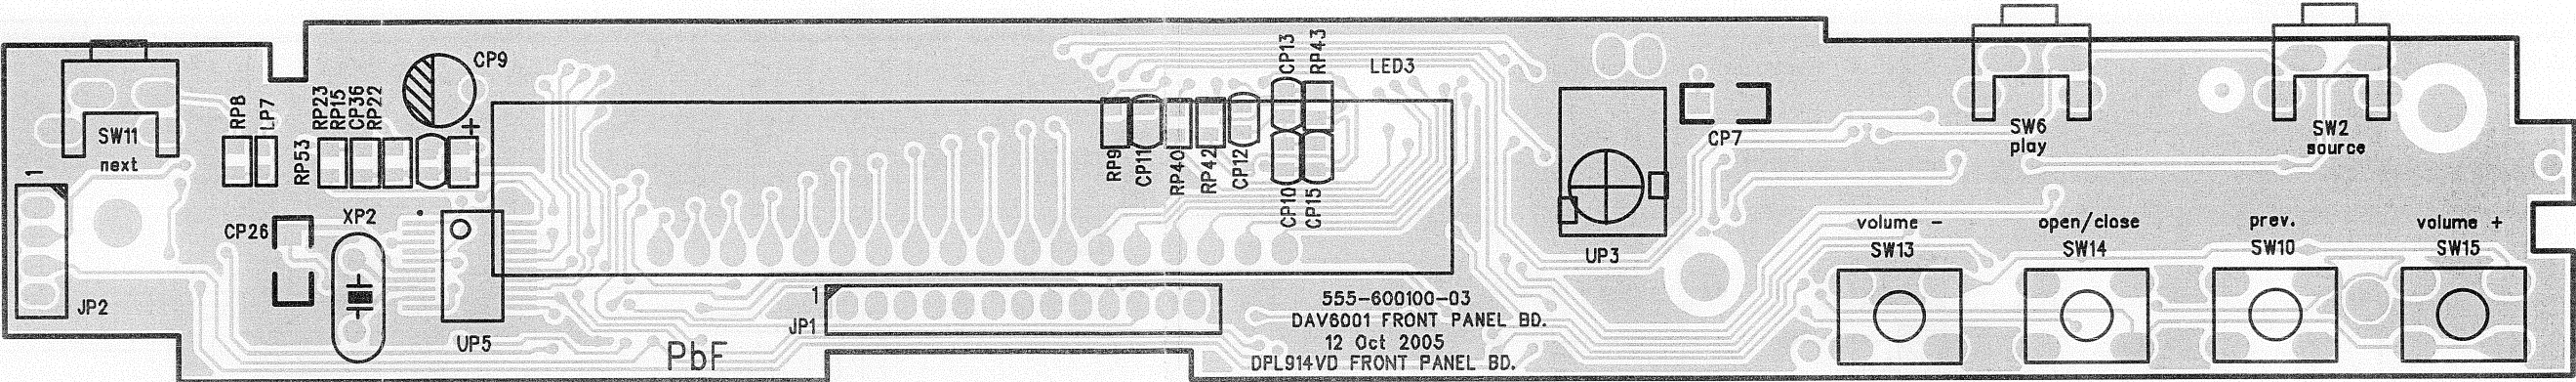 CP9
RP8
LP7
RP23
RP15
CP36
RP22
+
SW11
next
RP53
1
JP2
CP26
XP2
UP5
PbF
CP13
RP43
LED3
RP9
CP11
RP40
RP42
CP12
CP10
CP15
1
JP1
555-600100-03
DAV6001 FRONT PANEL BD.
12 Oct 2005
DPL914VD FRONT PANEL BD.
UP3
CP7
SW6
play
SW2
source
volume -
SW13
open/close
SW14
prev.
SW10
volume +
SW15